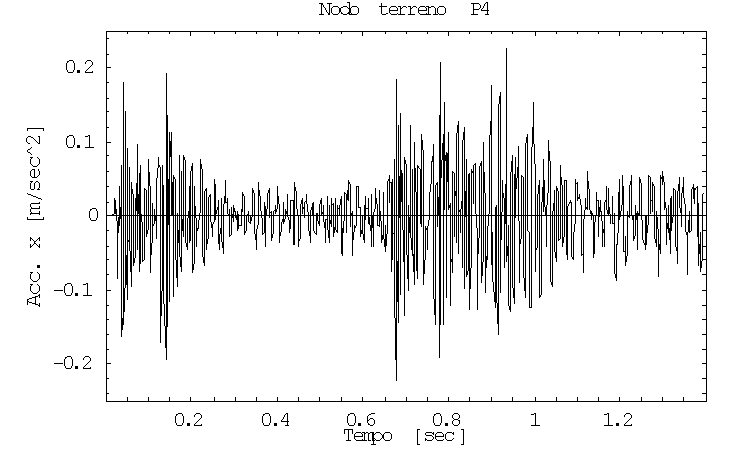 Nodo terreno P4
Acc. x [m/sec^2]
0.2
0.1
0
-0.1
-0.2
0.2 0.4 0.6 0.8 1 1.2
Tempo [sec]